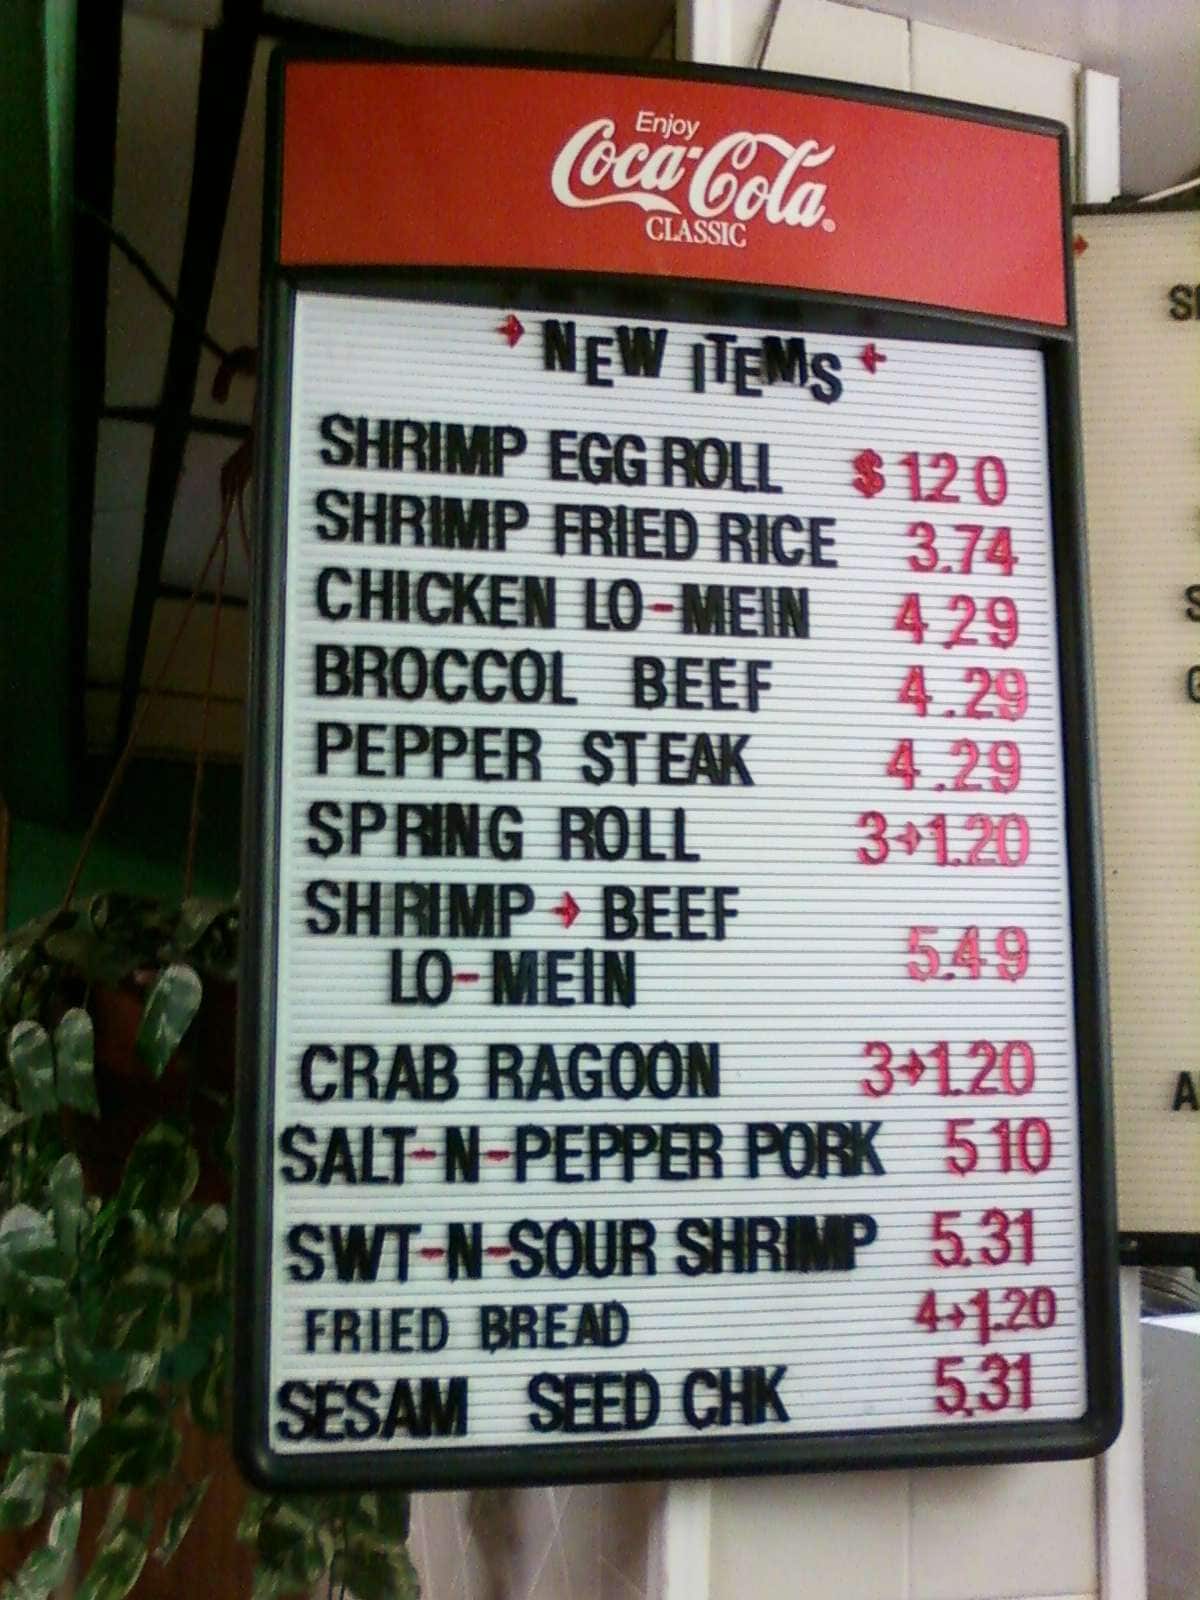 Enjoy
Coca-Cola
CLASSIC
NEW ITEMS
SHRIMP EGG ROLL $120
SHRIMP FRIED RICE 3.74
CHICKEN LO-MEIN 4 29
BROCCOL BEEF 4.29
PEPPER STEAK 4.29
SPRING ROLL 3→1.20
SHRIMP → BEEF
LO-MEIN 5.49
CRAB RAGOON 3→1.20
SALT-N-PEPPER PORK 5 10
SWT-N-SOUR SHRIMP 5.31
FRIED BREAD 4→1.20
SESAM SEED CHK 5.31